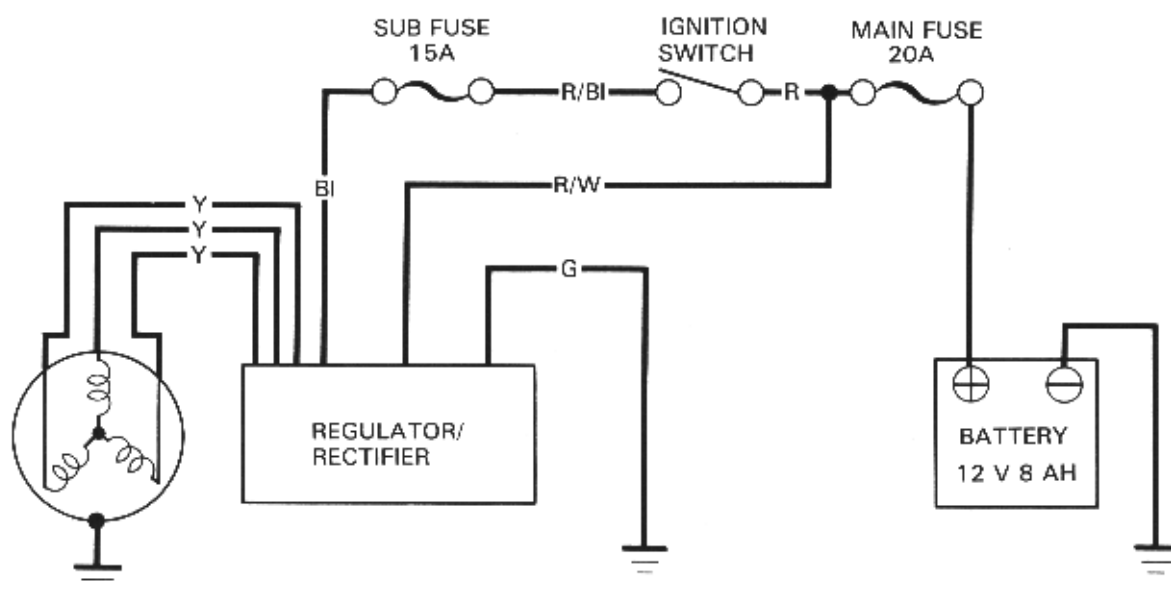 SUB FUSE
15A
IGNITION
SWITCH
MAIN FUSE
20A
R/Bl
R
Bl
R/W
Y
Y
Y
G
REGULATOR/
RECTIFIER
BATTERY
12 V 8 AH